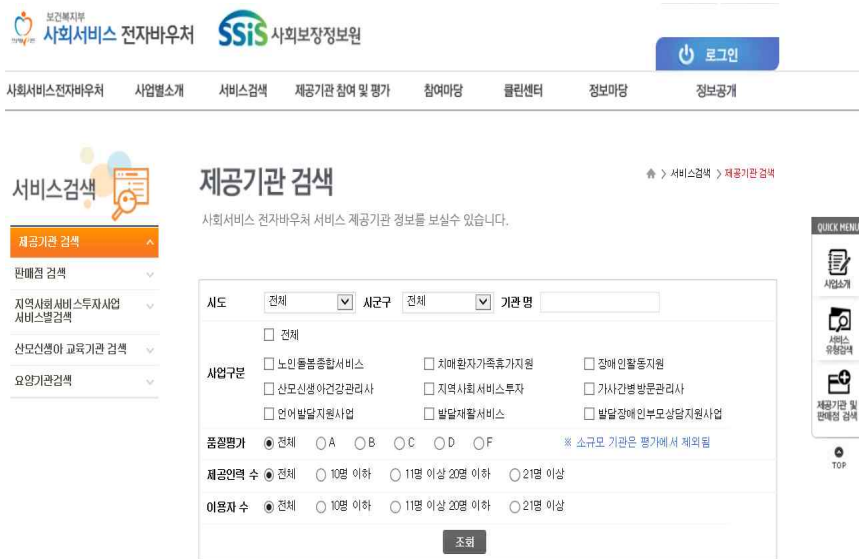 보건복지부
사회서비스 전자바우처
SSiS 사회보장정보원
로그인
사회서비스전자바우처 사업별소개 서비스검색 제공기관 참여 및 평가 참여마당 클린센터 정보마당 정보공개
서비스검색
제공기관 검색
판매점 검색
지역사회서비스투자사업
서비스별검색
산모신생아 교육기관 검색
요양기관검색
제공기관 검색
서비스검색 > 제공기관 검색
사회서비스 전자바우처 서비스 제공기관 정보를 보실수 있습니다.
시도 전체 시군구 전체 기관 명
사업구분
전체
노인돌봄종합서비스 치매환자가족휴가지원 장애인활동지원
산모신생아건강관리사 지역사회서비스투자 가사간병방문관리사
언어발달지원사업 발달재활서비스 발달장애인부모상담지원사업
품질평가 전체 A B C D F ※ 소규모 기관은 평가에서 제외됨
제공인력 수 전체 10명 이하 11명 이상 20명 이하 21명 이상
이용자 수 전체 10명 이하 11명 이상 20명 이하 21명 이상
조회
QUICK MENU
사업소개
서비스
유형검색
제공기관 및
판매점 검색
TOP